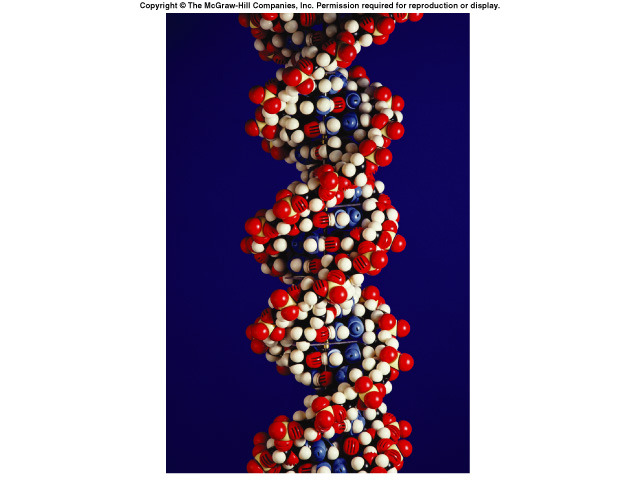 Copyright © The McGraw-Hill Companies, Inc. Permission required for reproduction or display.